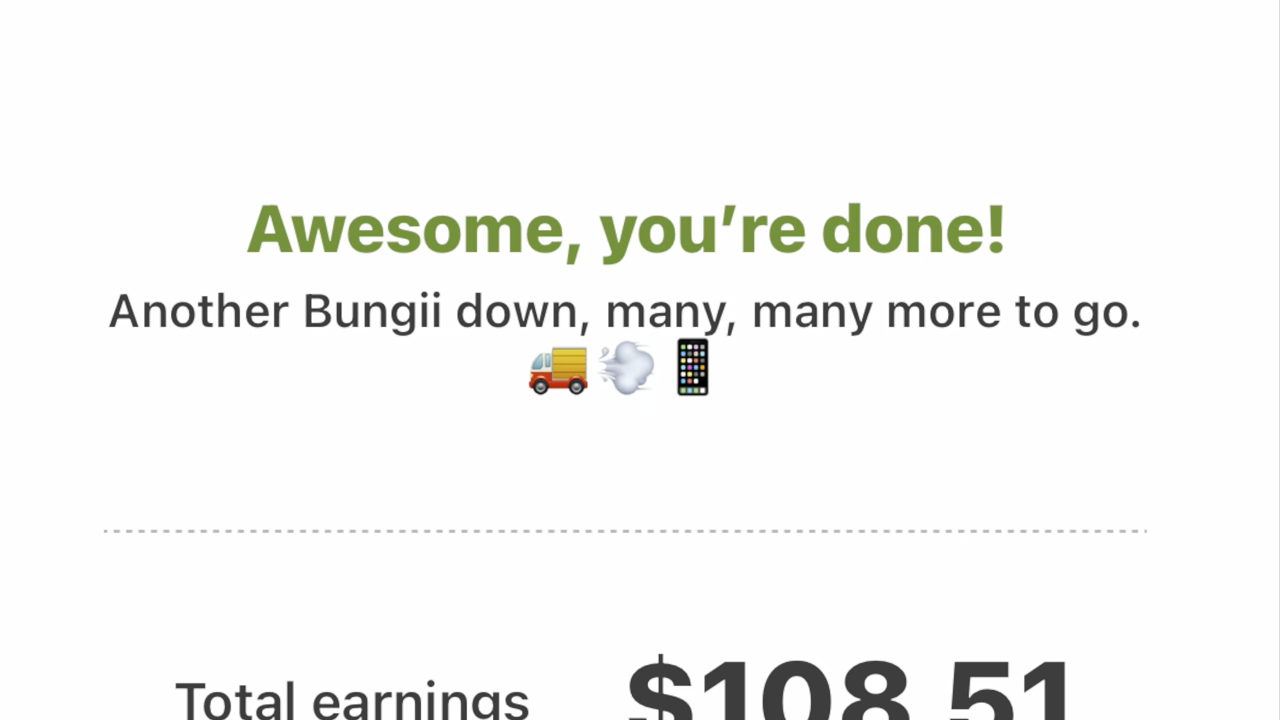 Awesome, you’re done!
Another Bungii down, many, many more to go.
🚚💨📱
Total earnings $108.51